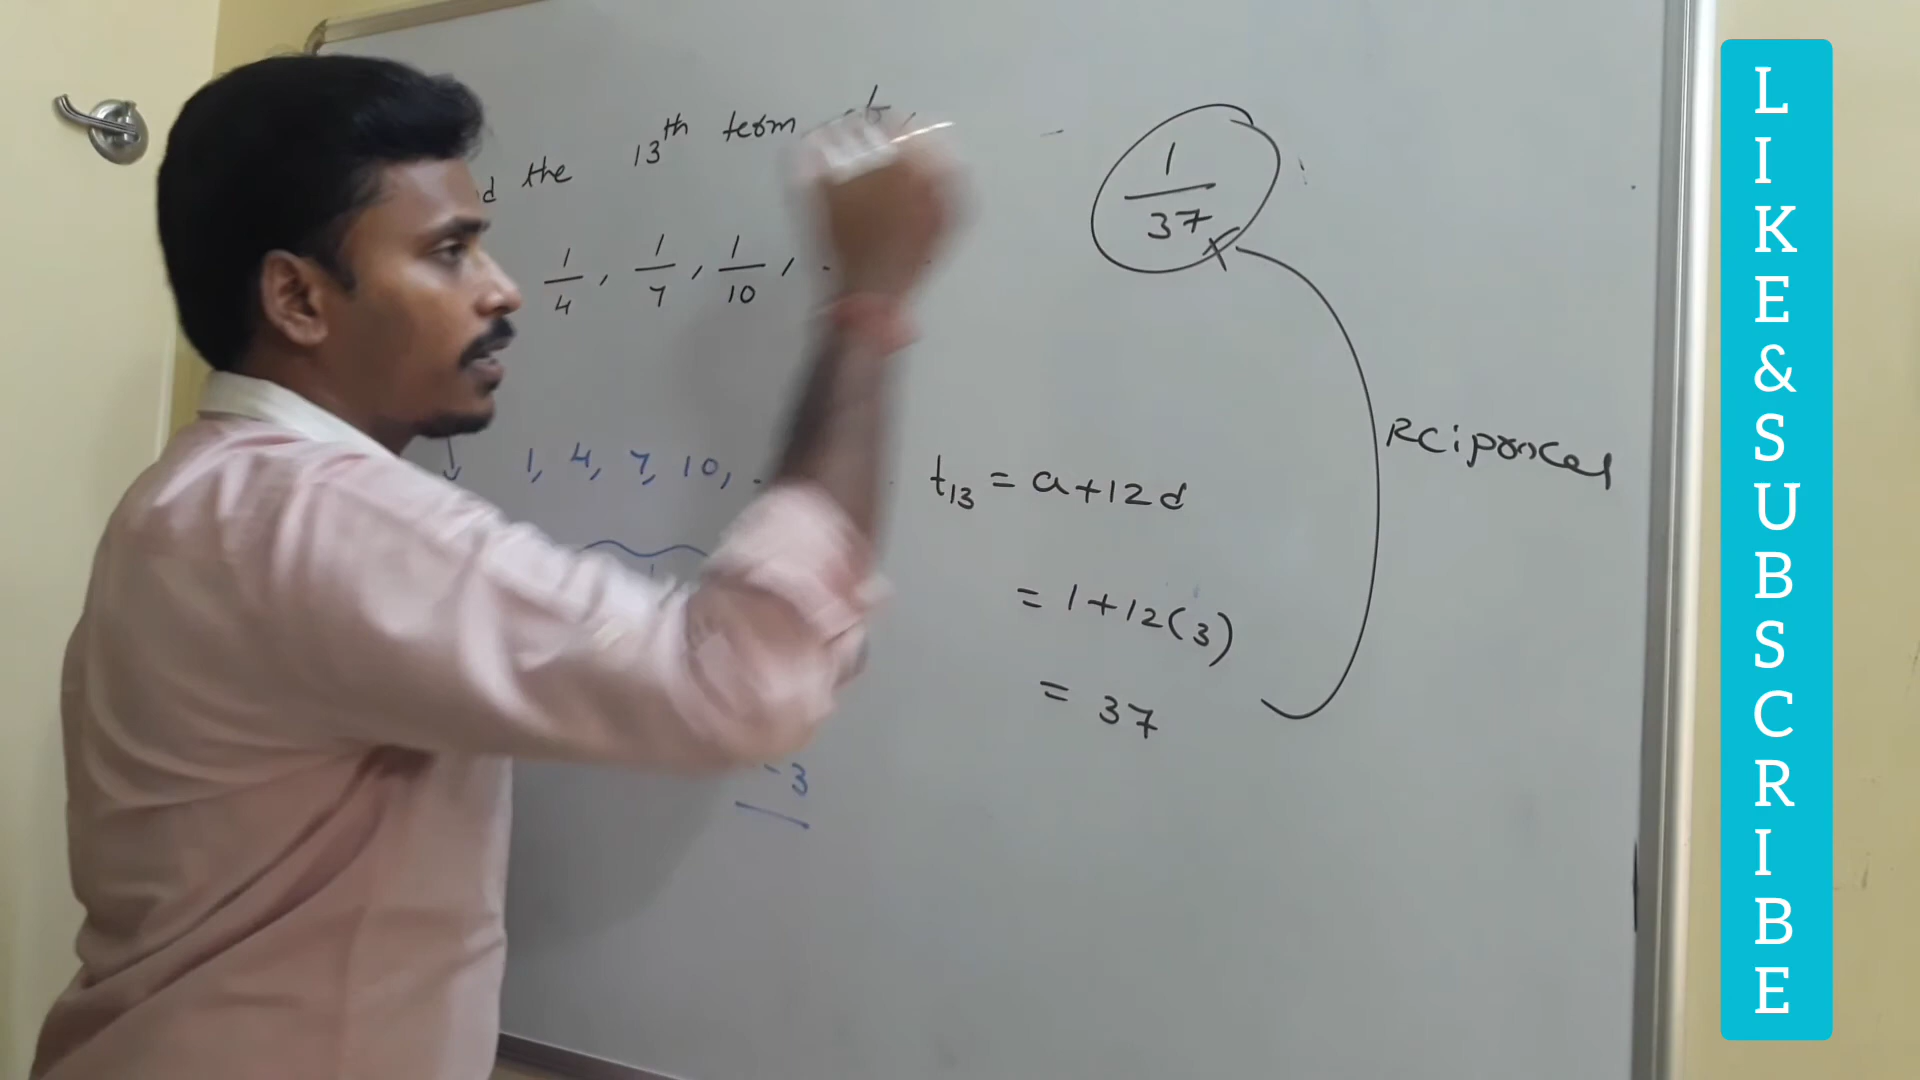 the 13th term
1/4, 1/7, 1/10, . 
1, 4, 7, 10, .
t13 = a+12d
= 1+12(3)
= 37
-3
1/37
Rciporcal
LIKE&SUBSCRIBE